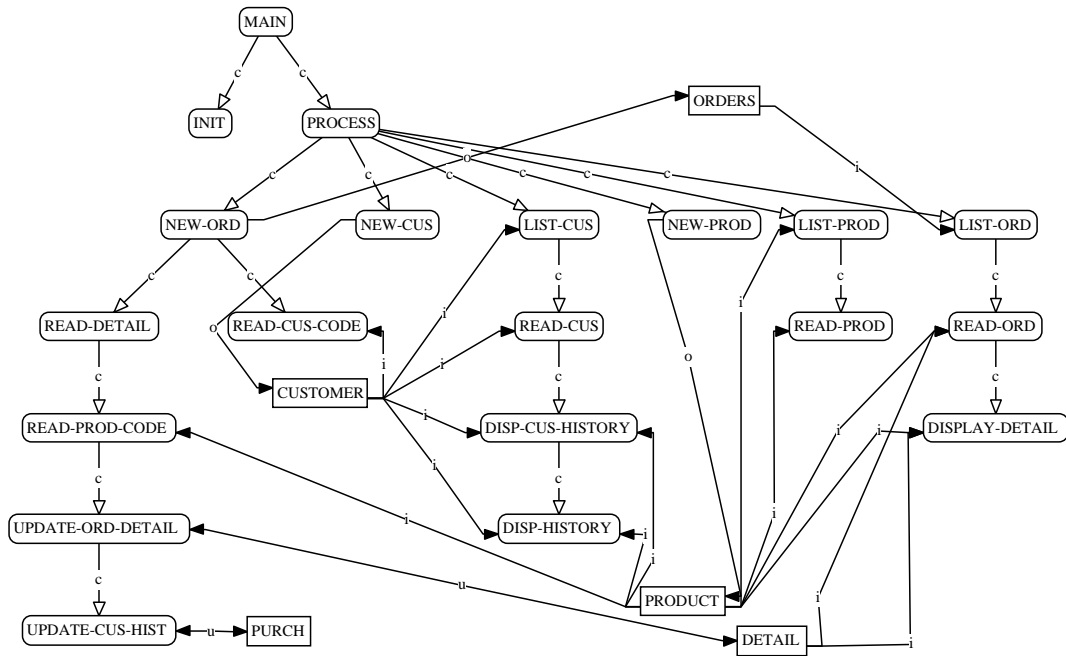 MAIN
c
c
ORDERS
INIT
PROCESS
o
c
c
c
c
c
c
i
NEW-ORD
NEW-CUS
LIST-CUS
NEW-PROD
LIST-PROD
LIST-ORD
c
c
c
c
c
i
i
o
READ-DETAIL
READ-CUS-CODE
READ-CUS
READ-PROD
READ-ORD
i
i
o
c
c
c
CUSTOMER
READ-PROD-CODE
i
DISP-CUS-HISTORY
i
i
DISPLAY-DETAIL
c
i
c
i
i
UPDATE-ORD-DETAIL
DISP-HISTORY
i
i
c
u
i
PRODUCT
i
UPDATE-CUS-HIST
u
PURCH
DETAIL
i